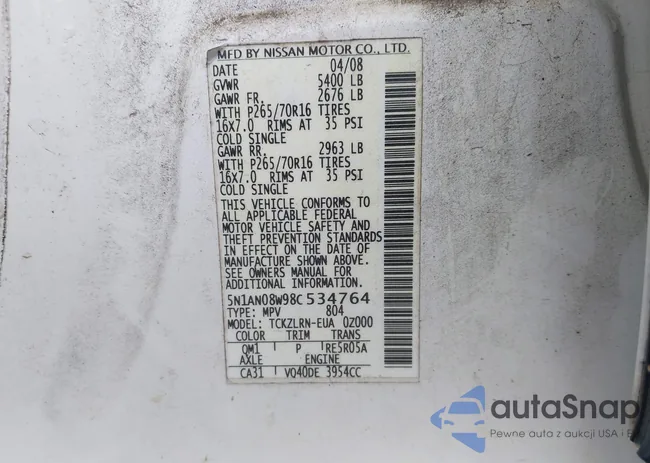 MFD BY NISSAN MOTOR CO., LTD.
DATE 04/08
GVWR 5400 LB
GAWR FR. 2676 LB
WITH P265/70R16 TIRES
16X7.0 RIMS AT 35 PSI
COLD SINGLE
GAWR RR. 2963 LB
WITH P265/70R16 TIRES
16X7.0 RIMS AT 35 PSI
COLD SINGLE
THIS VEHICLE CONFORMS TO
ALL APPLICABLE FEDERAL
MOTOR VEHICLE SAFETY AND
THEFT PREVENTION STANDARDS
IN EFFECT ON THE DATE OF
MANUFACTURE SHOWN ABOVE.
SEE OWNERS MANUAL FOR
ADDITIONAL INFORMATION.
5N1AN08W98C534764
TYPE: MPV 804
MODEL: TCKZLRN-EUA 0Z000
COLOR TRIM TRANS
QM1 P RE5R05A
AXLE ENGINE
CA31 VQ40DE 3954CC
autaSnap
Pewne auta z aukcji USA i